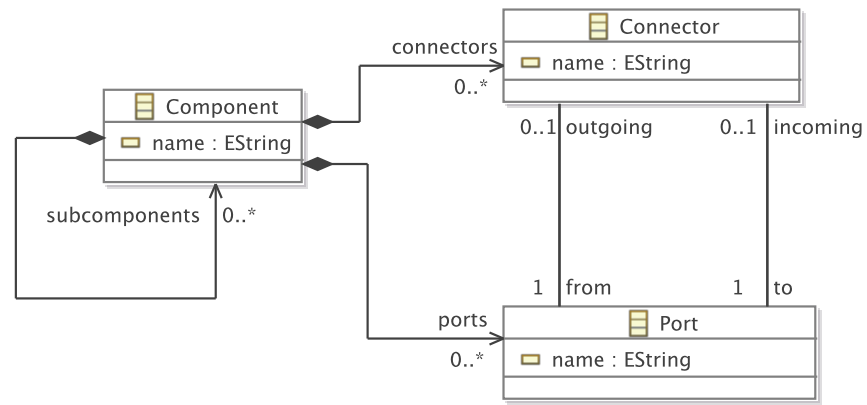 Connector
connectors
name : EString
0..*
Component
0..1 outgoing
0..1 incoming
name : EString
subcomponents 0..*
1 from
1 to
ports
Port
0..*
name : EString